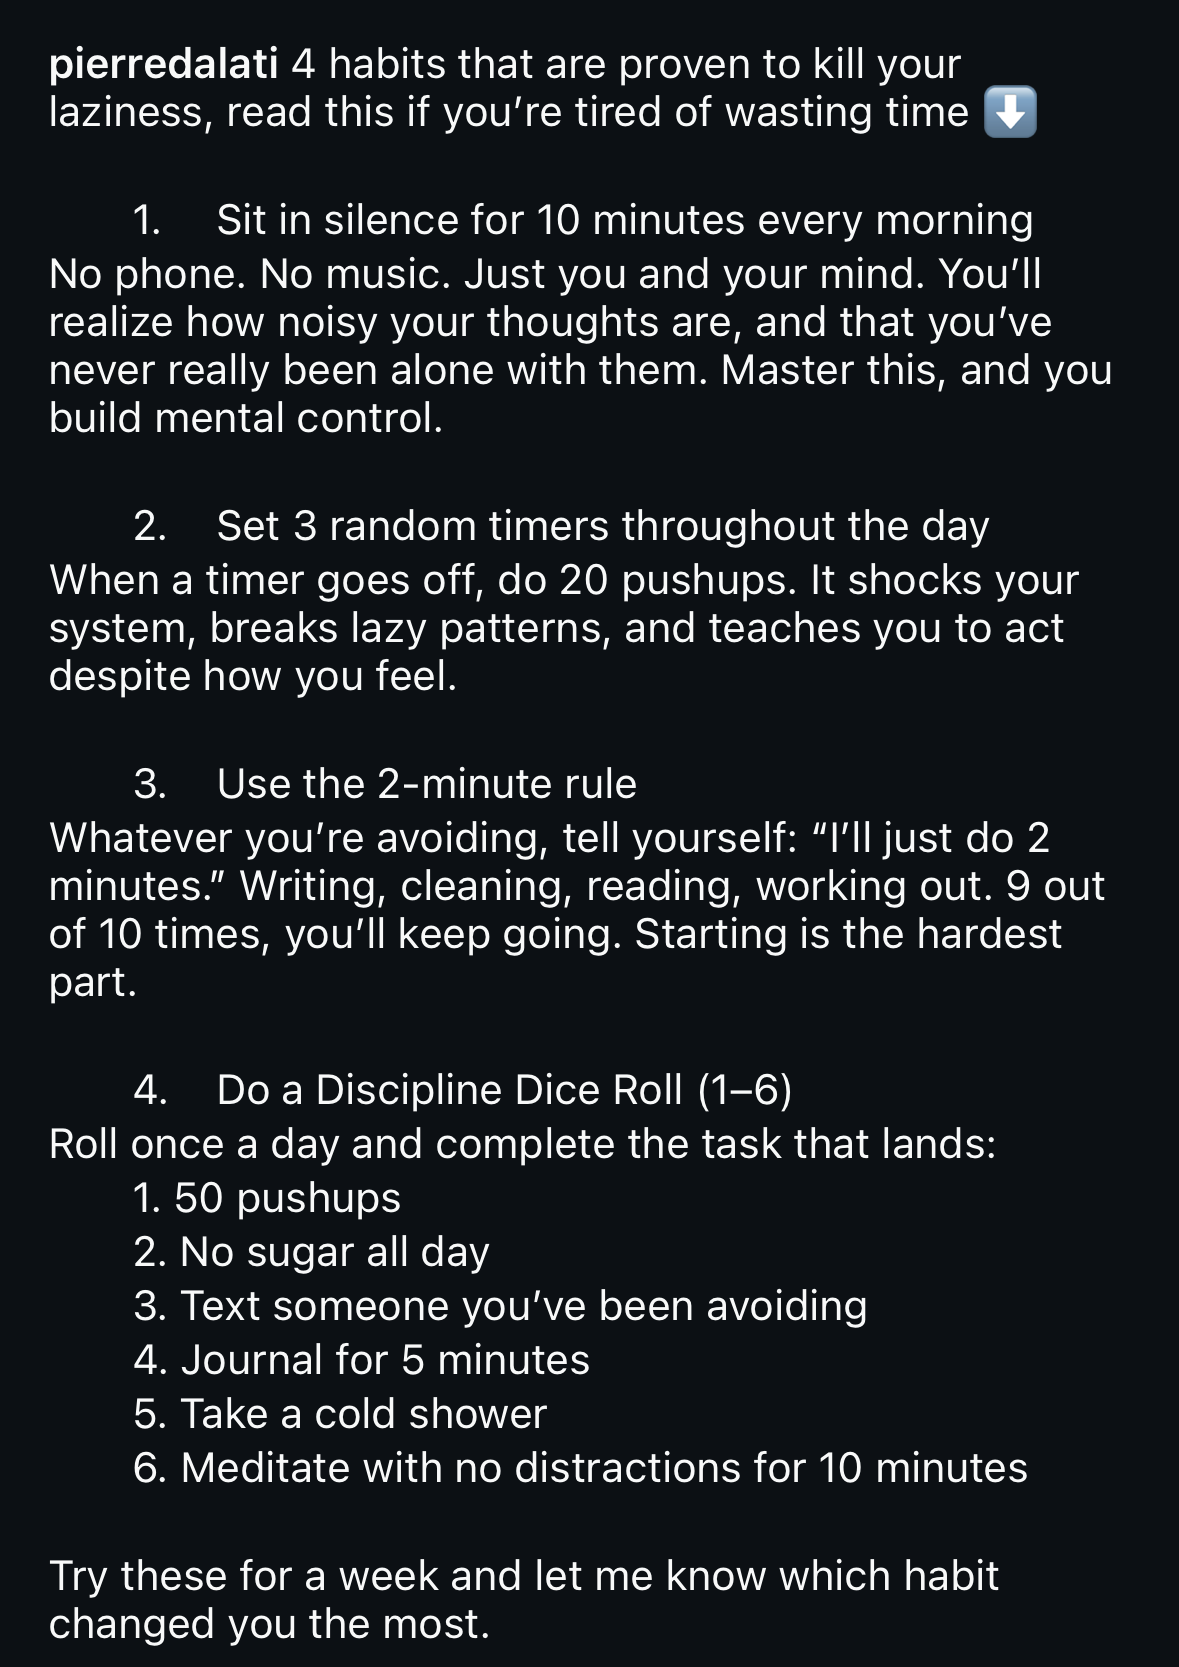 pierredalati 4 habits that are proven to kill your
laziness, read this if you’re tired of wasting time ⬇️
1. Sit in silence for 10 minutes every morning
No phone. No music. Just you and your mind. You’ll
realize how noisy your thoughts are, and that you’ve
never really been alone with them. Master this, and you
build mental control.
2. Set 3 random timers throughout the day
When a timer goes off, do 20 pushups. It shocks your
system, breaks lazy patterns, and teaches you to act
despite how you feel.
3. Use the 2-minute rule
Whatever you’re avoiding, tell yourself: “I’ll just do 2
minutes.” Writing, cleaning, reading, working out. 9 out
of 10 times, you’ll keep going. Starting is the hardest
part.
4. Do a Discipline Dice Roll (1–6)
Roll once a day and complete the task that lands:
1. 50 pushups
2. No sugar all day
3. Text someone you’ve been avoiding
4. Journal for 5 minutes
5. Take a cold shower
6. Meditate with no distractions for 10 minutes
Try these for a week and let me know which habit
changed you the most.